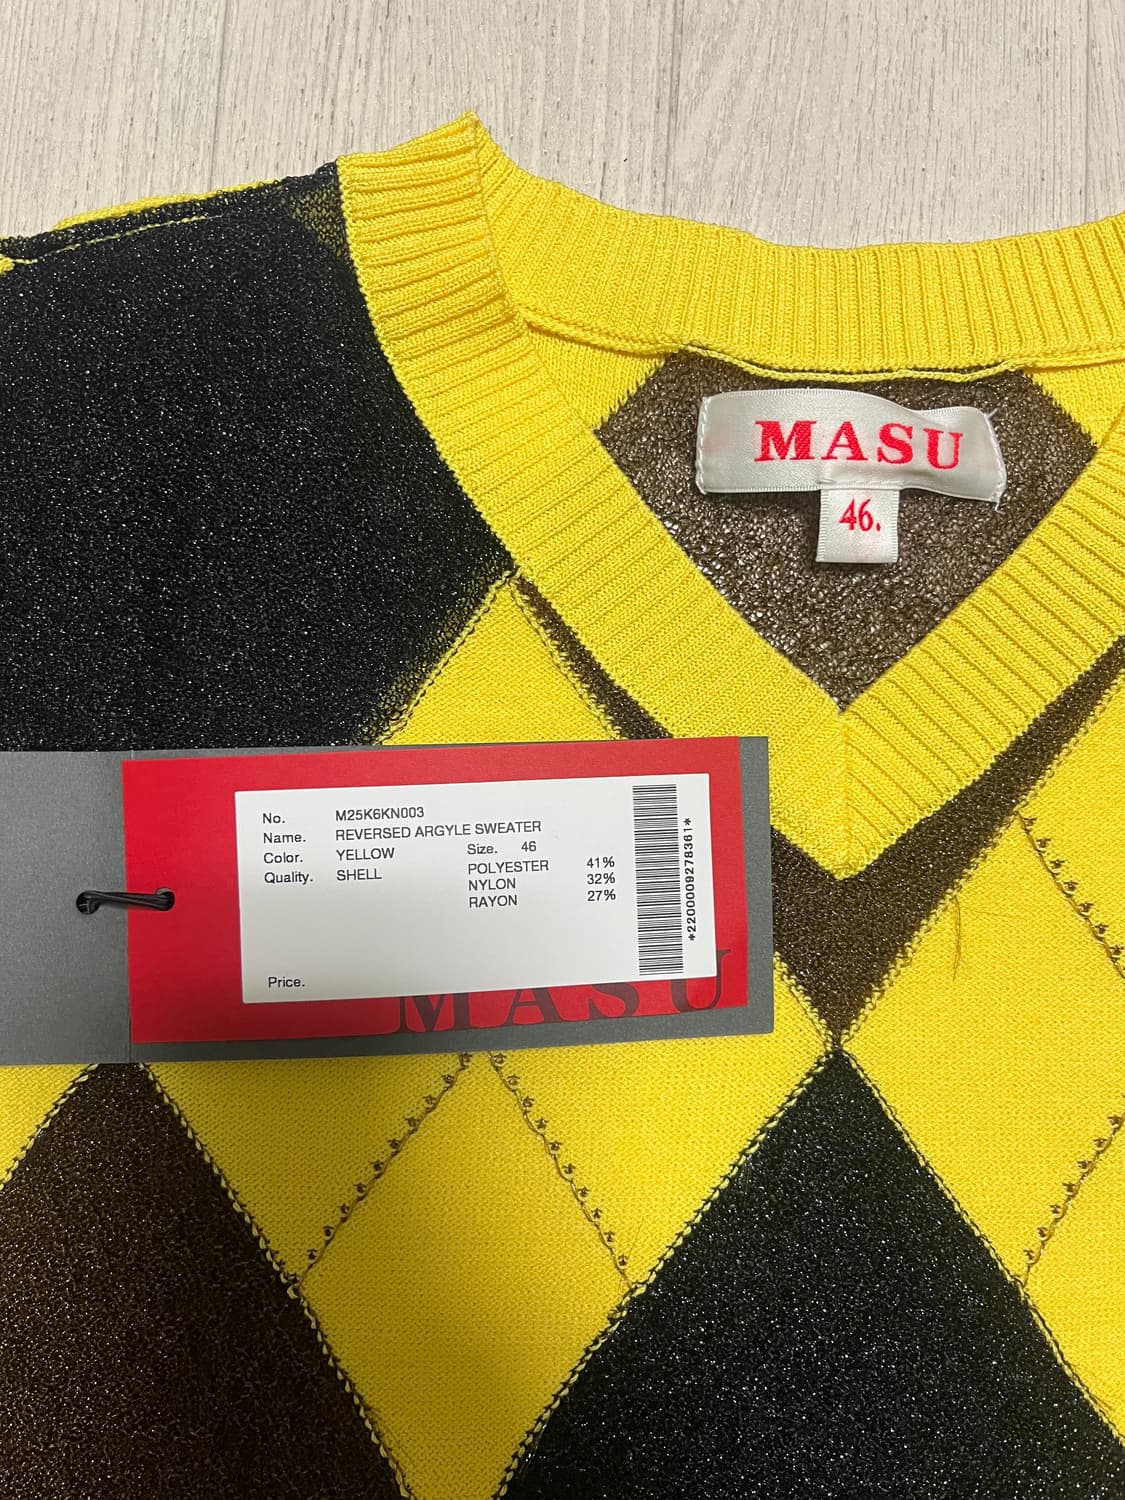 MASU
46.
No. M25K6KN003
Name. REVERSED ARGYLE SWEATER
Color. YELLOW Size. 46
Quality. SHELL POLYESTER 41%
NYLON 32%
RAYON 27%
*2200009278361*
Price.
MASU